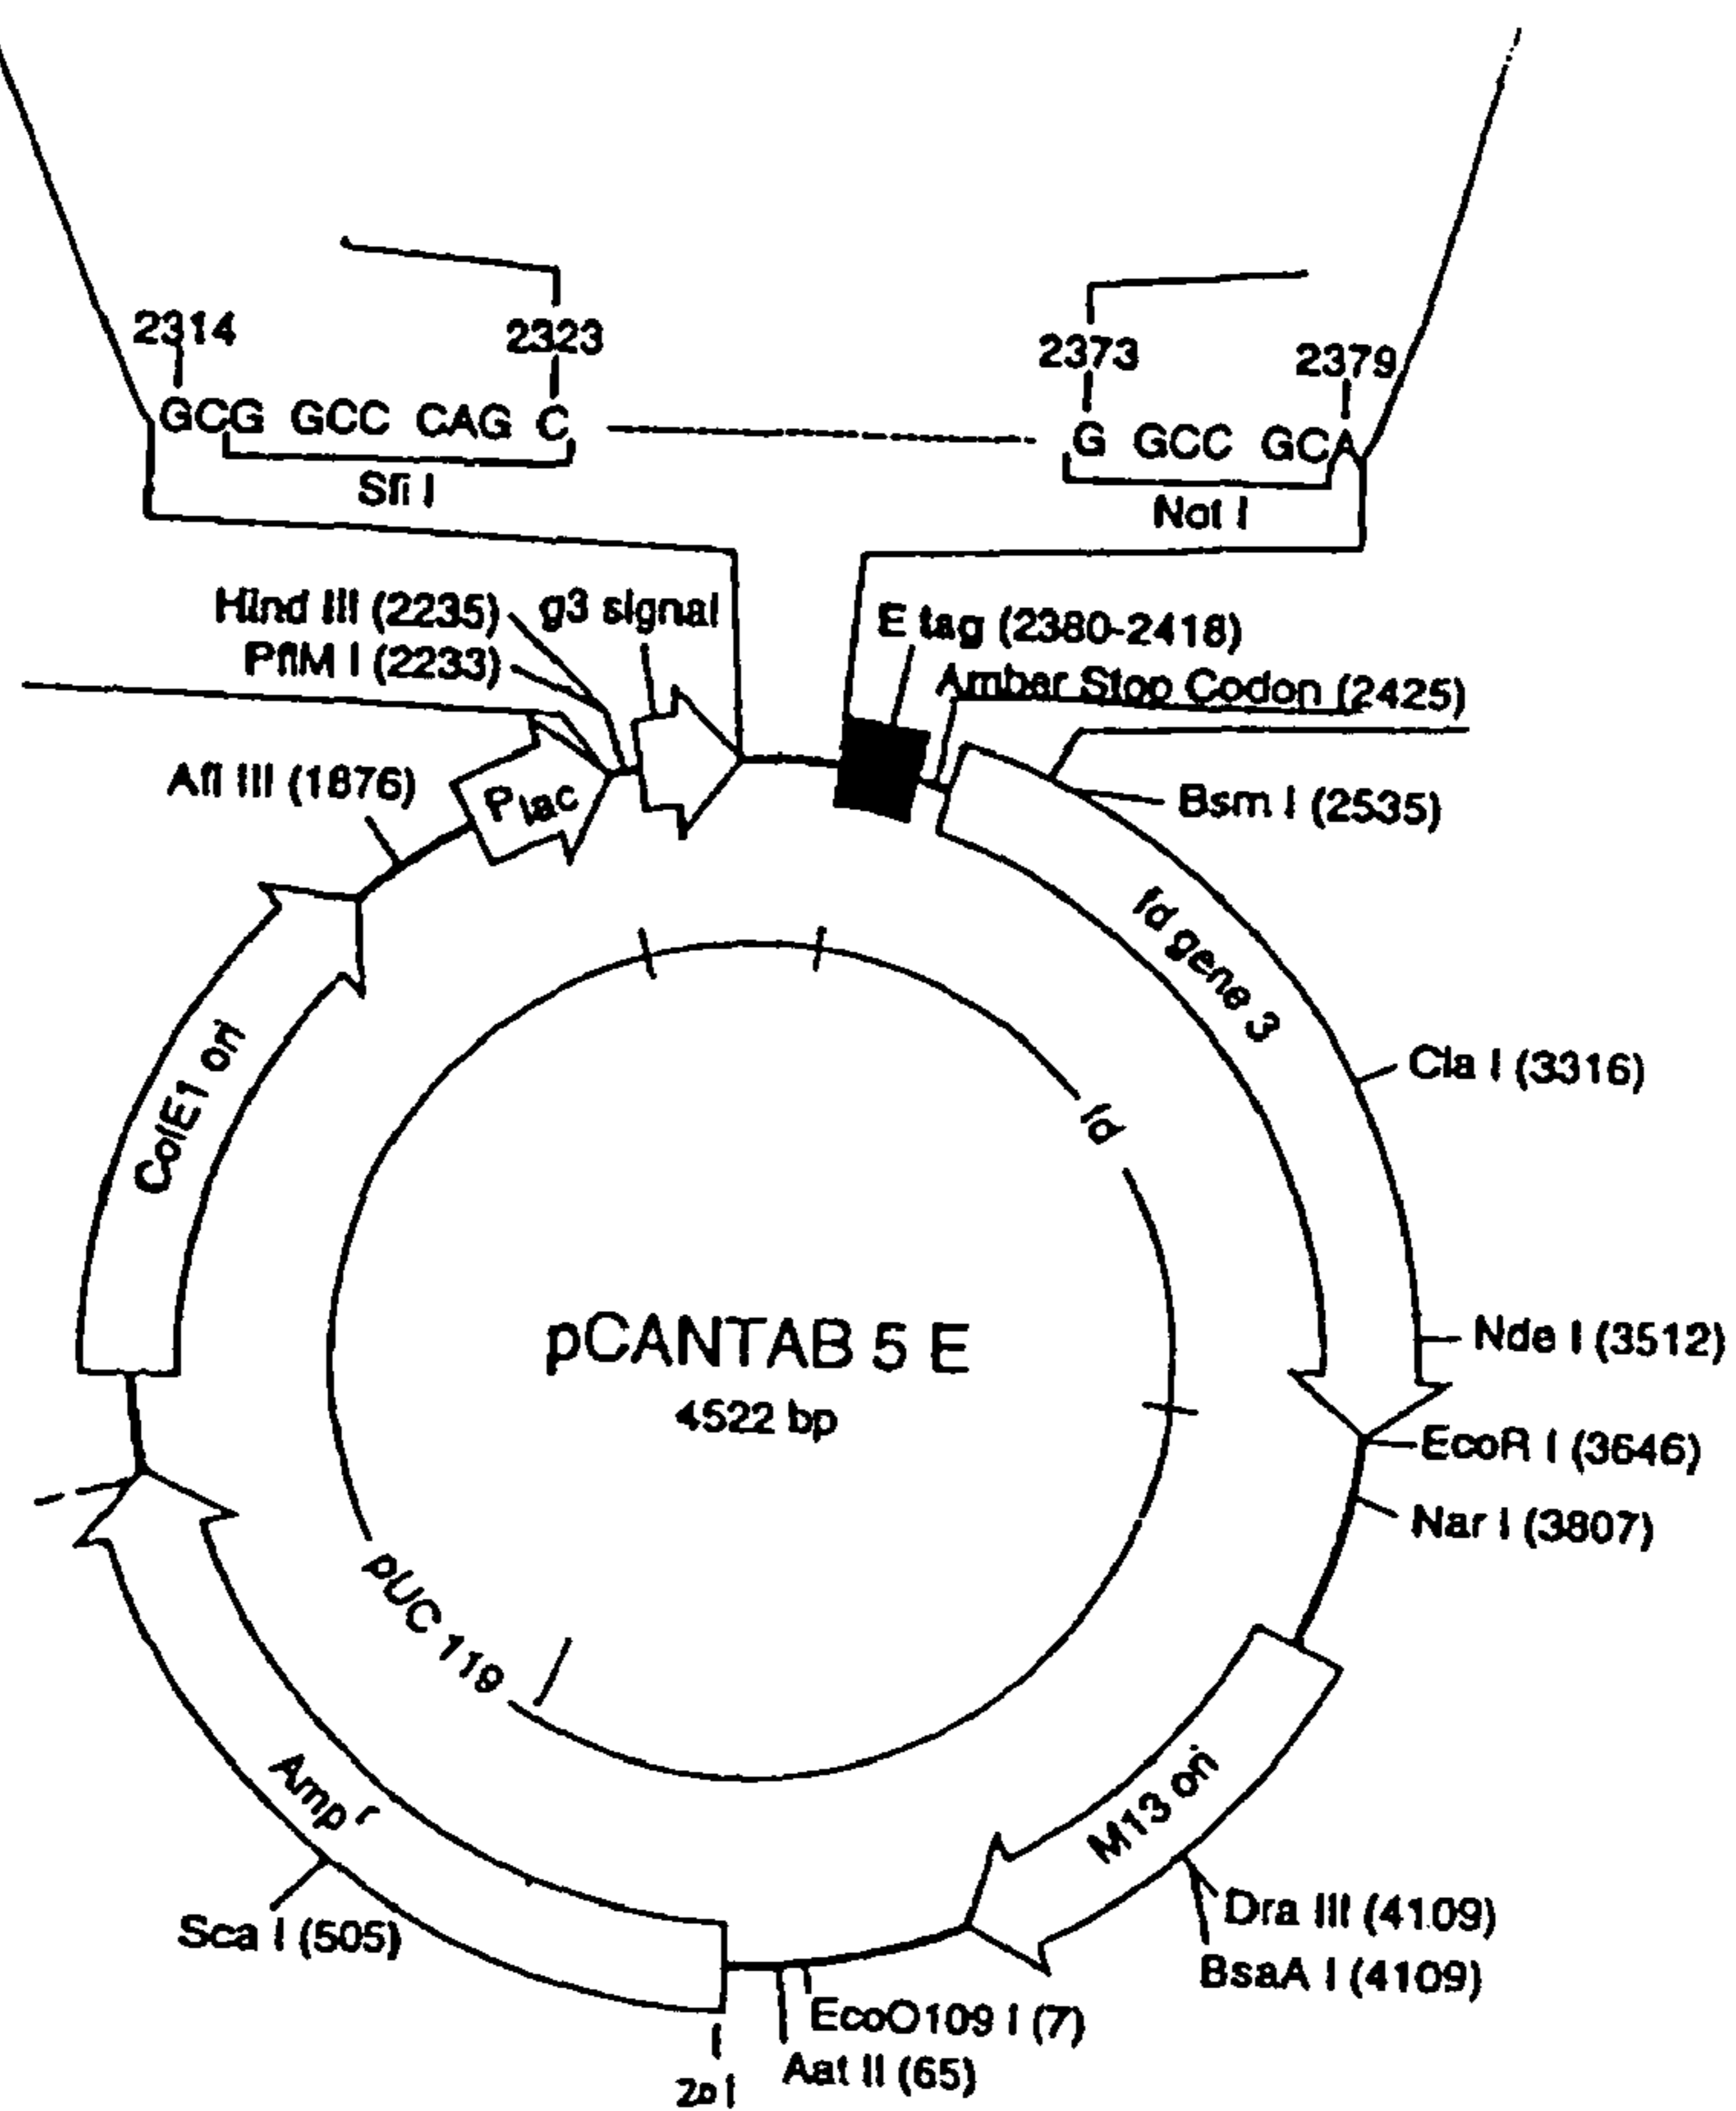 2314
2323
2373
2379
GCG GCC CAG C
G GCC GCA
Sfi I
Not I
Hind III (2235)
g3 signal
E tag (2380-2418)
PflM I (2233)
Ambar Stop Codon (2425)
Afl III (1876)
P lac
Bsm I (2535)
fd gene 3
ColE1 ori
Cla I (3316)
fd
pCANTAB 5 E
4522 bp
Nde I (3512)
EcoR I (3646)
Nar I (3807)
pUC 119
Amp r
M13 ori
Sca I (505)
Dra III (4109)
BsaA I (4109)
EcoO109 I (7)
Aat II (65)